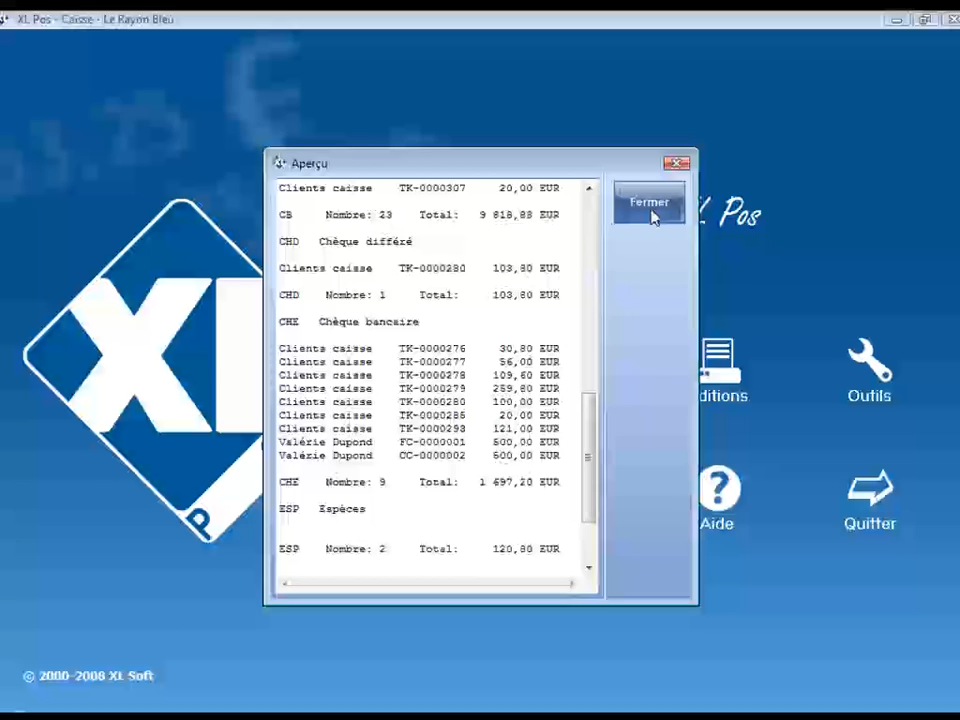 XL Pos - Caisse - Le Rayon Bleu
Aperçu
Clients caisse TK-0000307 20,00 EUR
CB Nombre: 23 Total: 9 818,88 EUR
CHD Chèque différé
Clients caisse TK-0000280 103,80 EUR
CHD Nombre: 1 Total: 103,80 EUR
CHE Chèque bancaire
Clients caisse TK-0000276 30,80 EUR
Clients caisse TK-0000277 56,00 EUR
Clients caisse TK-0000278 109,60 EUR
Clients caisse TK-0000279 259,80 EUR
Clients caisse TK-0000280 100,00 EUR
Clients caisse TK-0000286 20,00 EUR
Clients caisse TK-0000293 121,00 EUR
Valérie Dupond FC-0000001 500,00 EUR
Valérie Dupond CC-0000002 500,00 EUR
CHE Nombre: 9 Total: 1 697,20 EUR
ESP Espèces
ESP Nombre: 2 Total: 120,80 EUR
Fermer
Pos
XL
P
ditions
Outils
Aide
Quitter
© 2000-2008 XL Soft